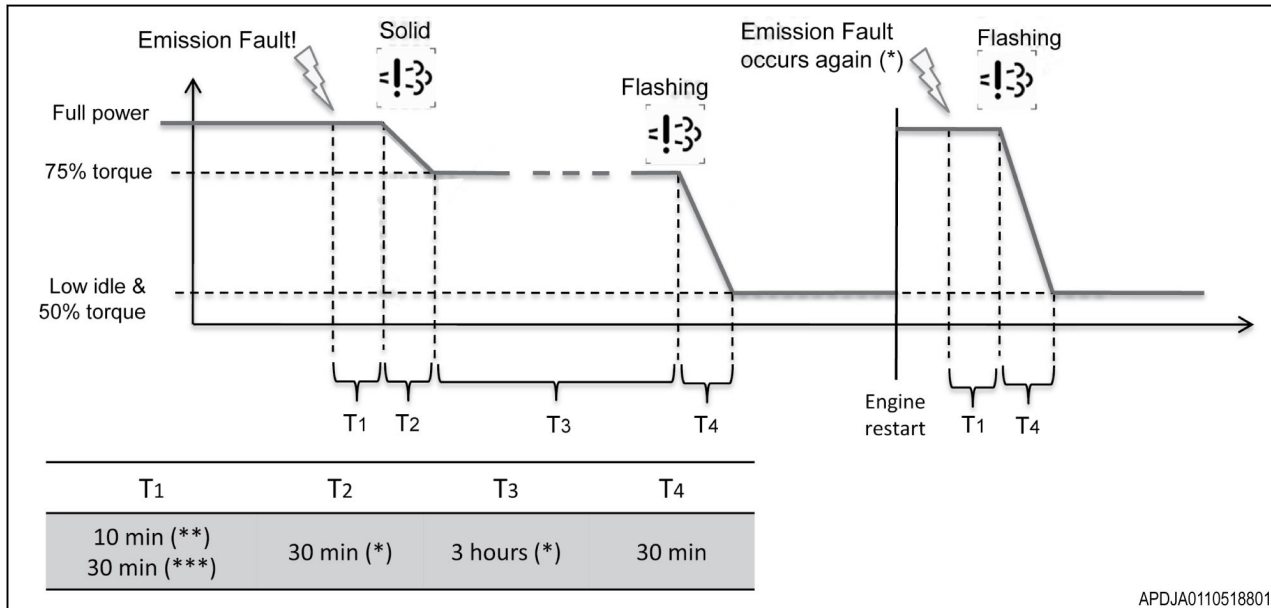 Emission Fault!
Solid
Flashing
Emission Fault
occurs again (*)
Flashing
Full power
75% torque
Low idle &
50% torque
T1
T2
T3
T4
Engine
restart
T1
T4
T1 T2 T3 T4
10 min (**)
30 min (***)
30 min (*)
3 hours (*)
30 min
APDJA0110518801